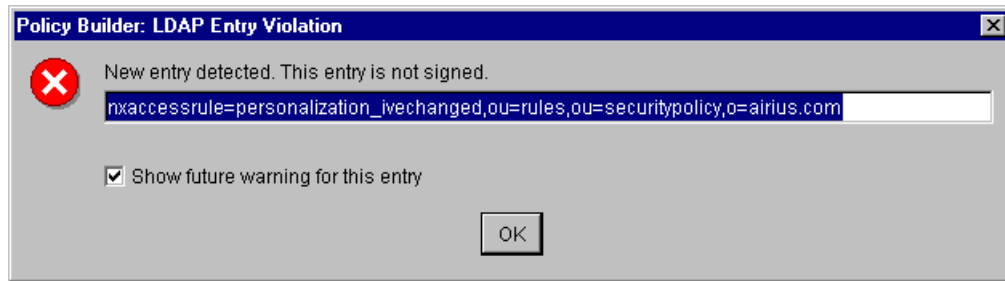 Policy Builder: LDAP Entry Violation
New entry detected. This entry is not signed.
nxaccessrule=personalization_ivechanged,ou=rules,ou=securitypolicy,o=airius.com
Show future warning for this entry
OK